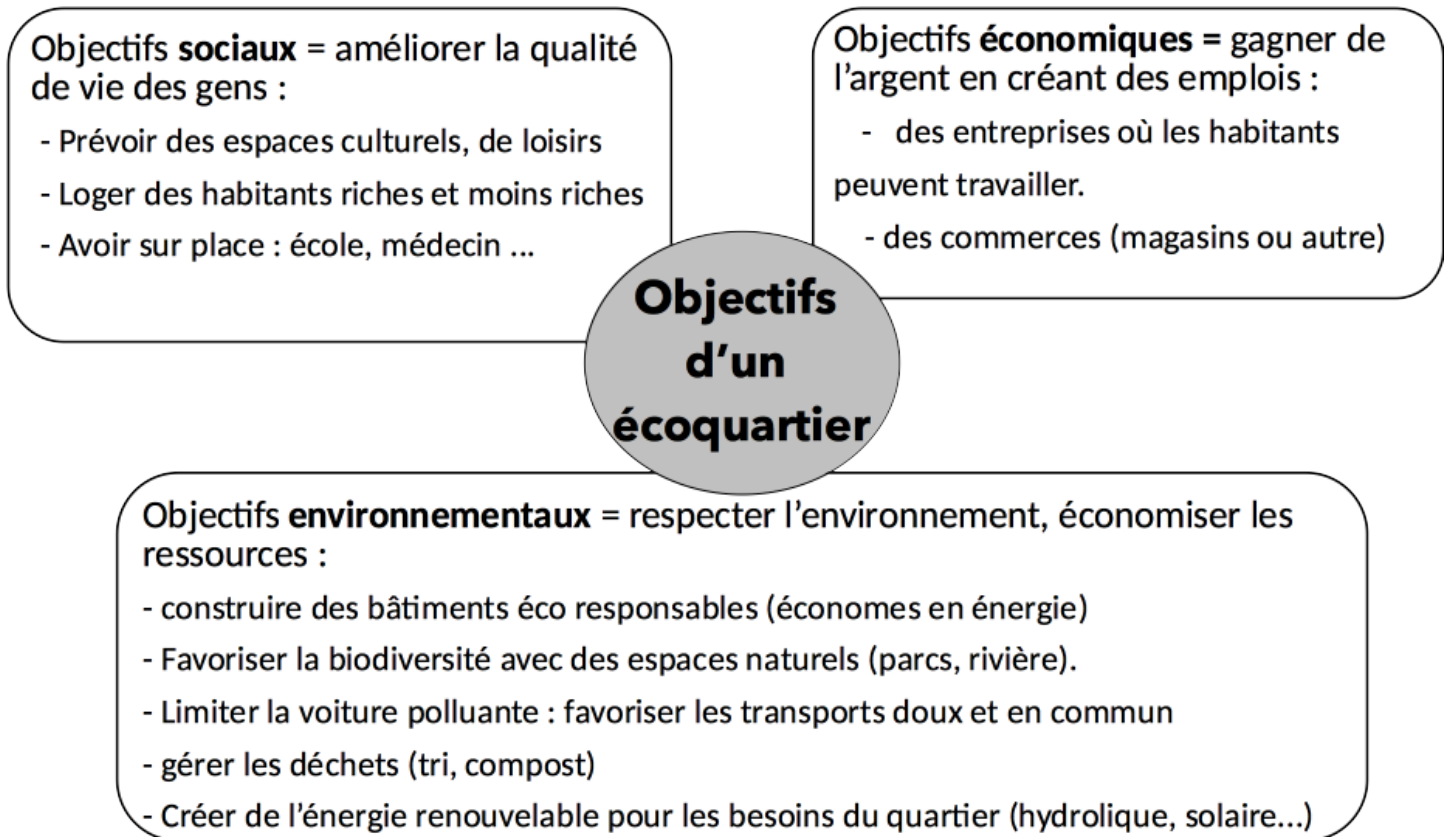 Objectifs sociaux = améliorer la qualité
de vie des gens :
- Prévoir des espaces culturels, de loisirs
- Loger des habitants riches et moins riches
- Avoir sur place : école, médecin ...
Objectifs économiques = gagner de
l’argent en créant des emplois :
- des entreprises où les habitants
peuvent travailler.
- des commerces (magasins ou autre)
Objectifs
d’un
écoquartier
Objectifs environnementaux = respecter l’environnement, économiser les
ressources :
- construire des bâtiments éco responsables (économes en énergie)
- Favoriser la biodiversité avec des espaces naturels (parcs, rivière).
- Limiter la voiture polluante : favoriser les transports doux et en commun
- gérer les déchets (tri, compost)
- Créer de l’énergie renouvelable pour les besoins du quartier (hydrolique, solaire...)